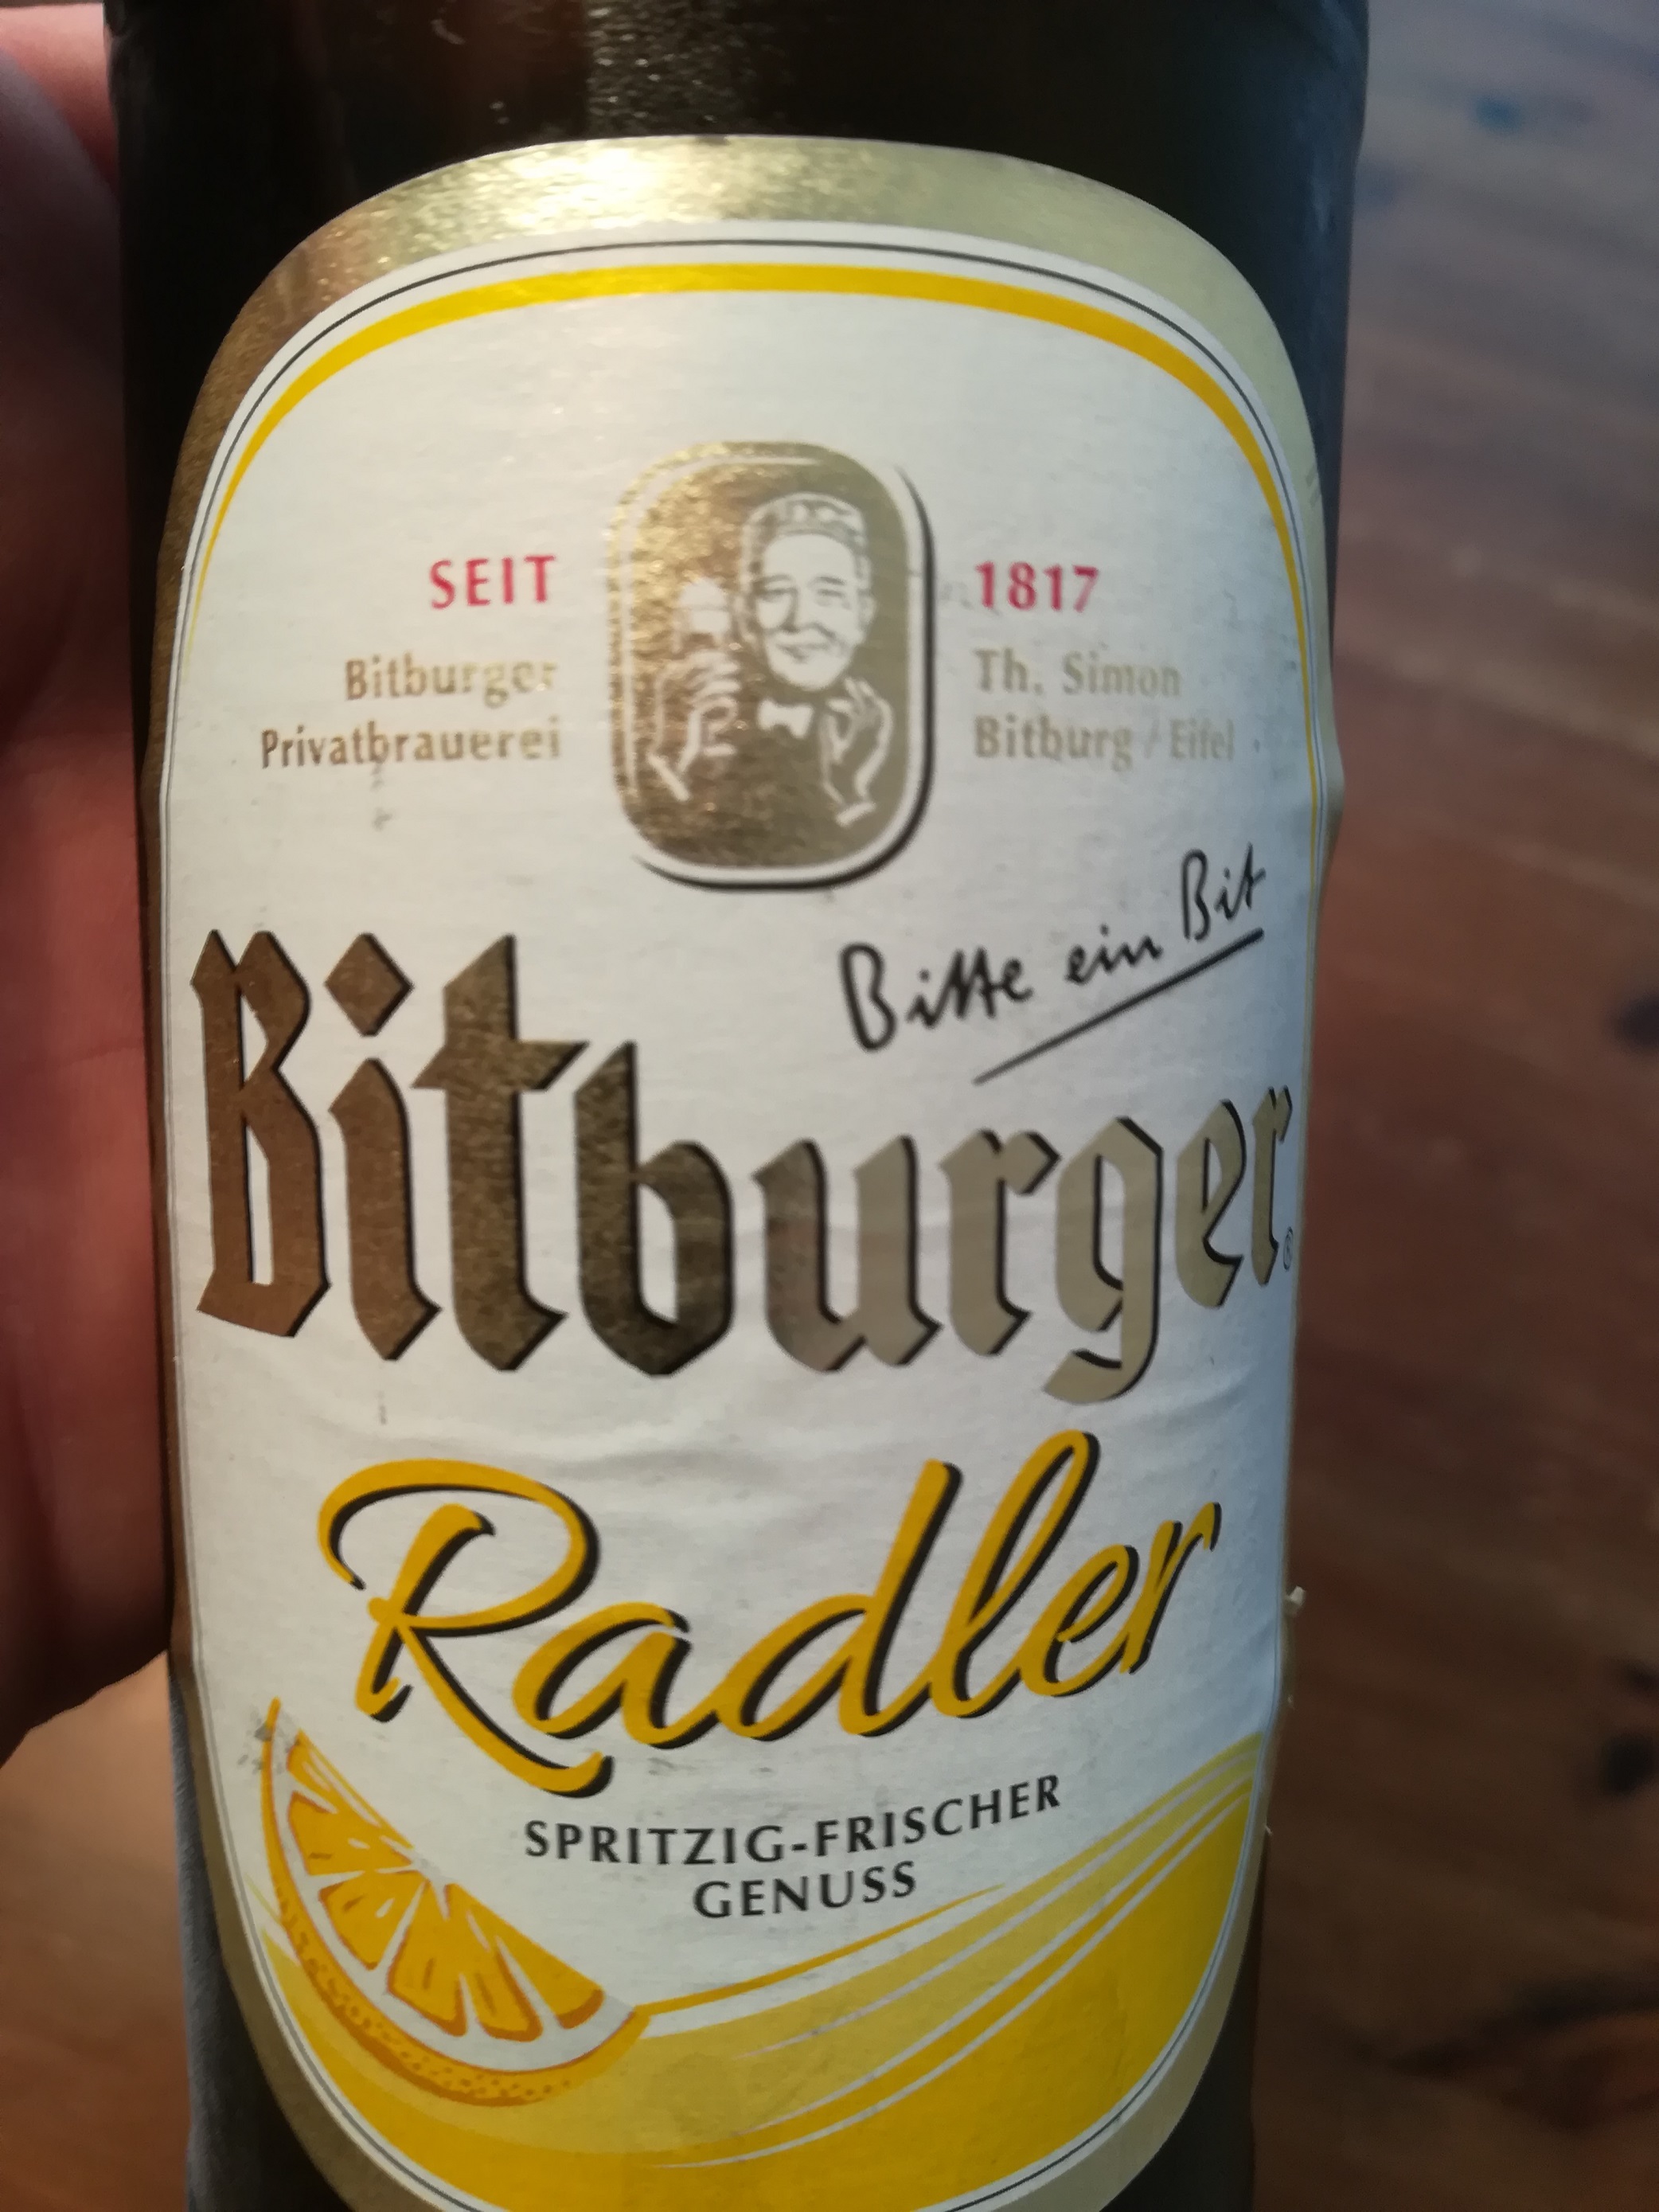 SEIT 1817
Bitburger Th. Simon
Privatbrauerei Bitburg / Eifel
Bitte ein Bit
Bitburger®
Radler
SPRITZIG-FRISCHER
GENUSS